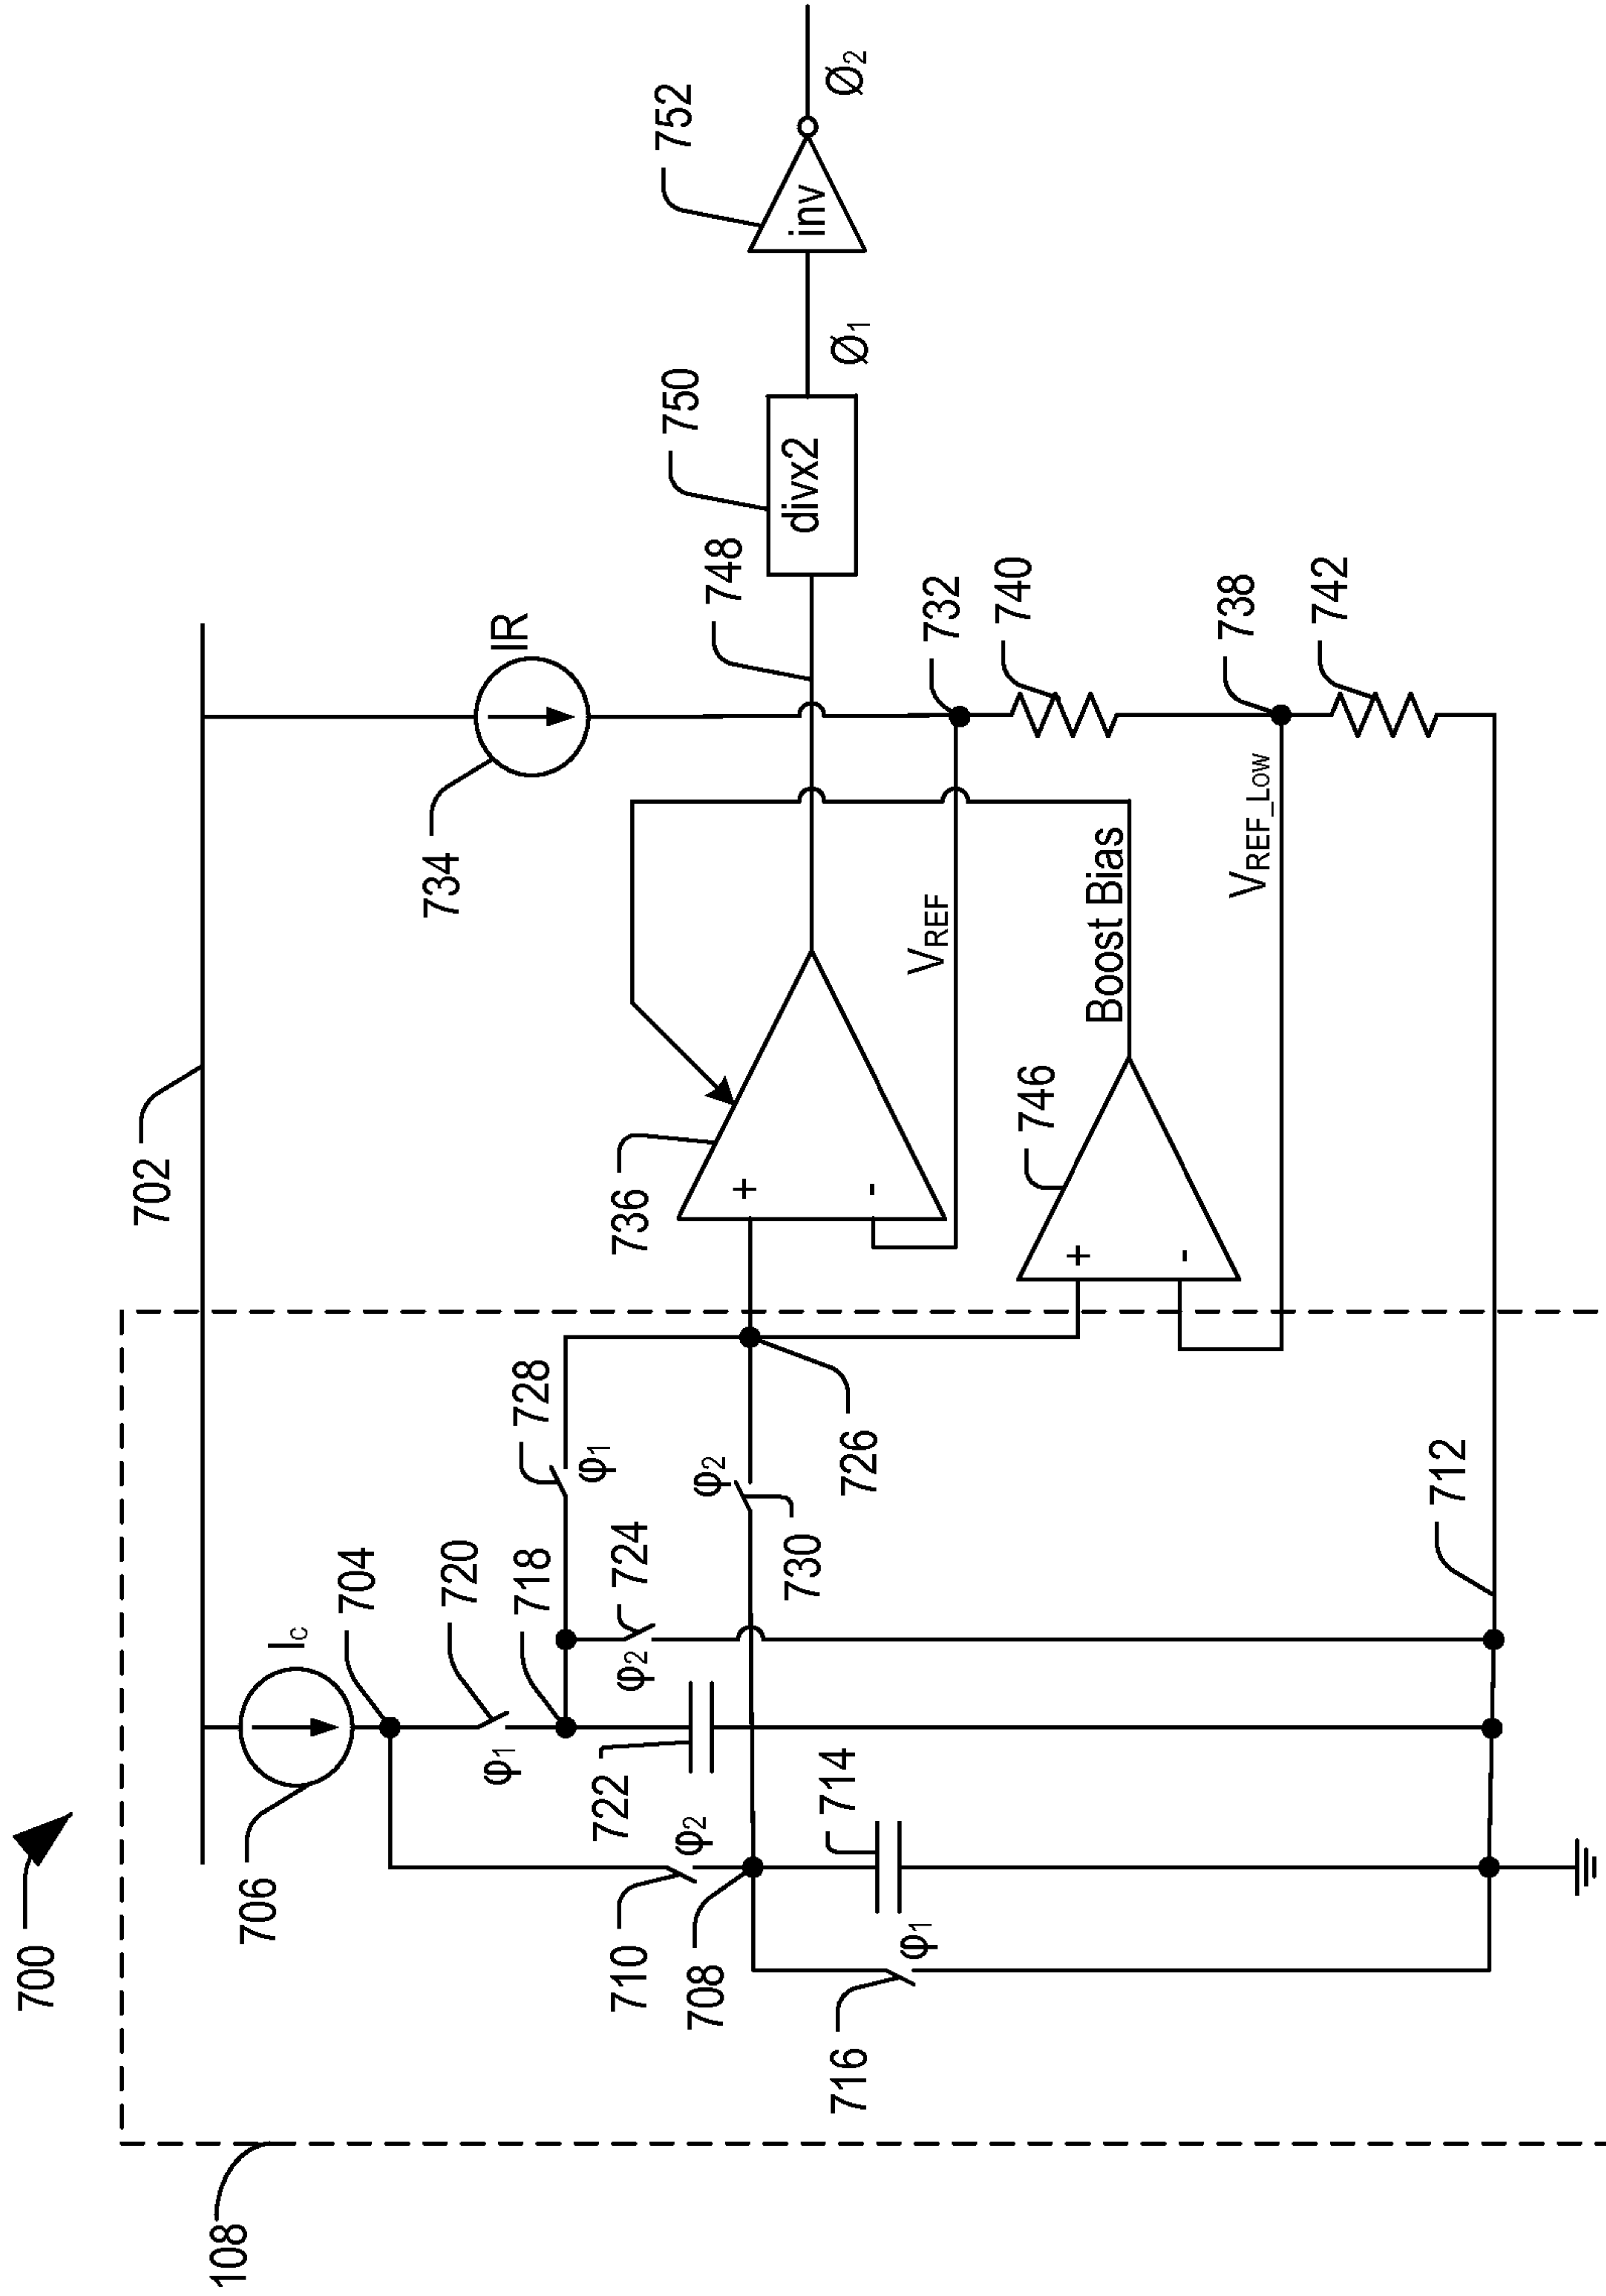 700
108
702
706
Ic
704
720
φ1
718
722
φ2
724
728
φ1
710
φ2
708
714
716
φ1
φ2
730
726
712
736
+
-
746
+
-
Boost Bias
VREF
VREF_LOW
734
IR
748
732
740
738
742
750
divx2
Ø1
752
inv
Ø2